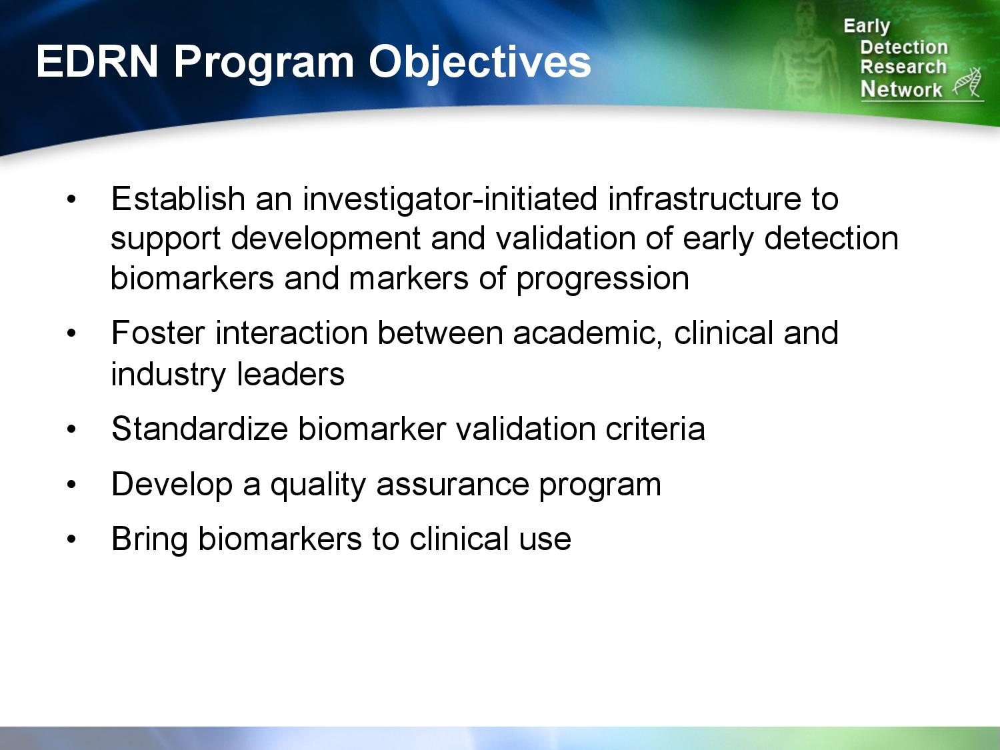 EDRN Program Objectives
Early
Detection
Research
Network
• Establish an investigator-initiated infrastructure to
support development and validation of early detection
biomarkers and markers of progression
• Foster interaction between academic, clinical and
industry leaders
• Standardize biomarker validation criteria
• Develop a quality assurance program
• Bring biomarkers to clinical use